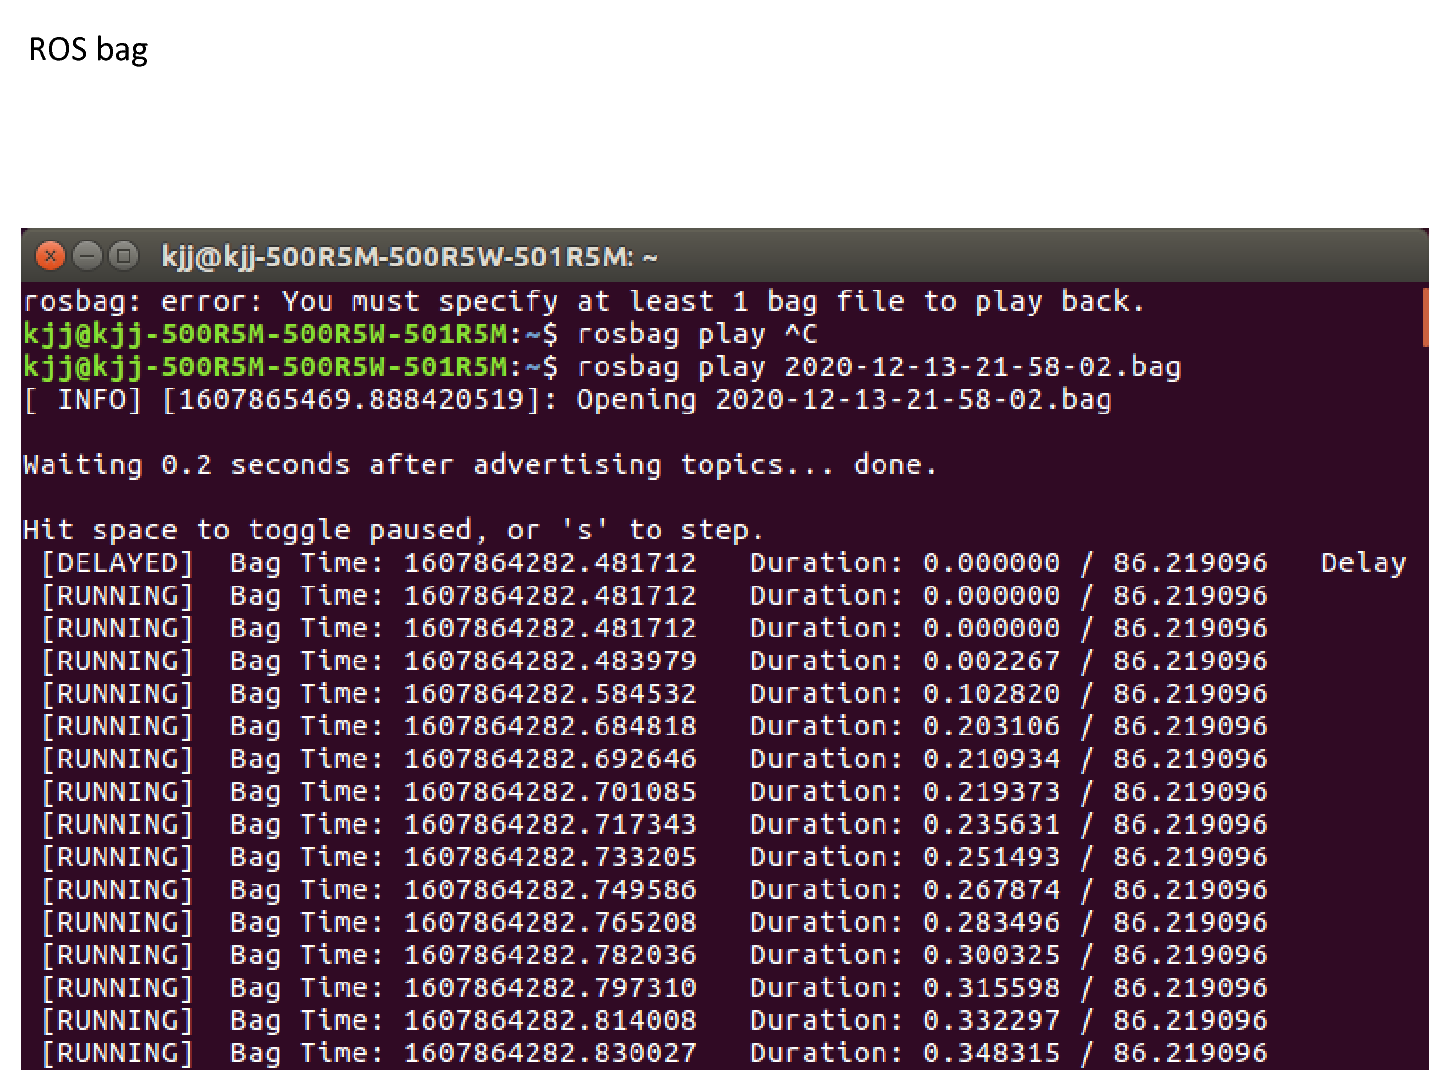 ROS bag
kjj@kjj-500R5M-500R5W-501R5M: ~
rosbag: error: You must specify at least 1 bag file to play back.
kjj@kjj-500R5M-500R5W-501R5M:~$ rosbag play ^C
kjj@kjj-500R5M-500R5W-501R5M:~$ rosbag play 2020-12-13-21-58-02.bag
[ INFO] [1607865469.888420519]: Opening 2020-12-13-21-58-02.bag
Waiting 0.2 seconds after advertising topics... done.
Hit space to toggle paused, or 's' to step.
[DELAYED]  Bag Time: 1607864282.481712   Duration: 0.000000 / 86.219096   Delay
[RUNNING]  Bag Time: 1607864282.481712   Duration: 0.000000 / 86.219096
[RUNNING]  Bag Time: 1607864282.481712   Duration: 0.000000 / 86.219096
[RUNNING]  Bag Time: 1607864282.483979   Duration: 0.002267 / 86.219096
[RUNNING]  Bag Time: 1607864282.584532   Duration: 0.102820 / 86.219096
[RUNNING]  Bag Time: 1607864282.684818   Duration: 0.203106 / 86.219096
[RUNNING]  Bag Time: 1607864282.692646   Duration: 0.210934 / 86.219096
[RUNNING]  Bag Time: 1607864282.701085   Duration: 0.219373 / 86.219096
[RUNNING]  Bag Time: 1607864282.717343   Duration: 0.235631 / 86.219096
[RUNNING]  Bag Time: 1607864282.733205   Duration: 0.251493 / 86.219096
[RUNNING]  Bag Time: 1607864282.749586   Duration: 0.267874 / 86.219096
[RUNNING]  Bag Time: 1607864282.765208   Duration: 0.283496 / 86.219096
[RUNNING]  Bag Time: 1607864282.782036   Duration: 0.300325 / 86.219096
[RUNNING]  Bag Time: 1607864282.797310   Duration: 0.315598 / 86.219096
[RUNNING]  Bag Time: 1607864282.814008   Duration: 0.332297 / 86.219096
[RUNNING]  Bag Time: 1607864282.830027   Duration: 0.348315 / 86.219096